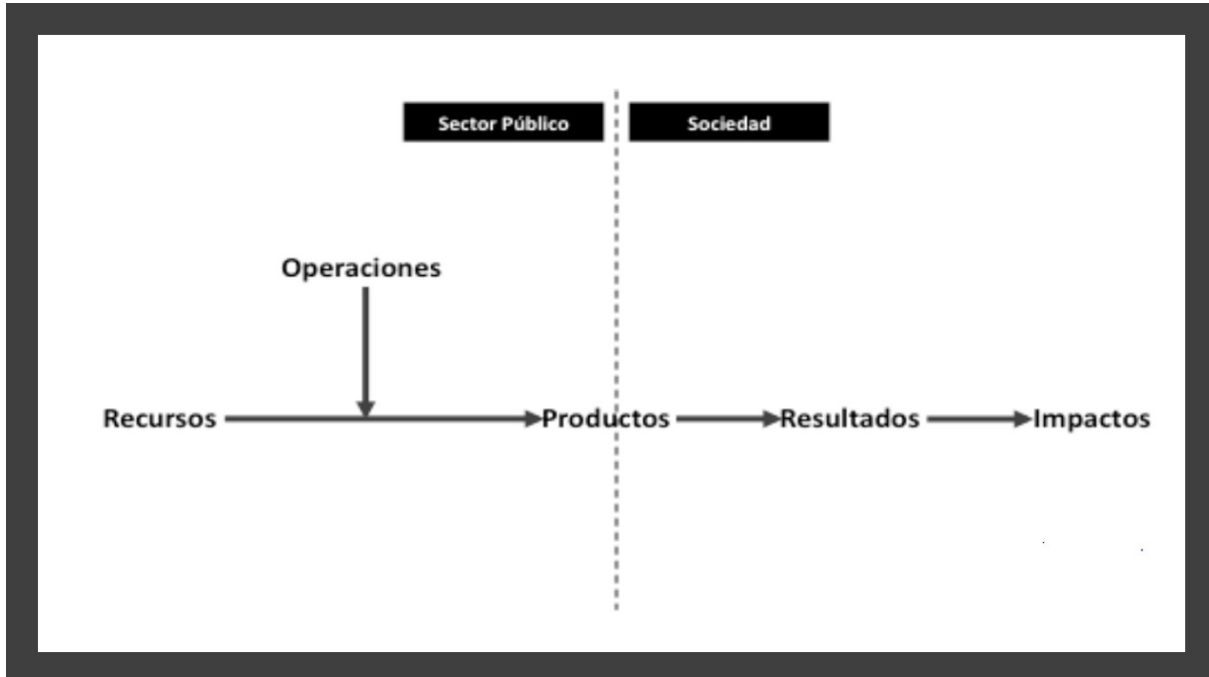 Sector Público
Sociedad
Operaciones
Recursos
Productos
Resultados
Impactos